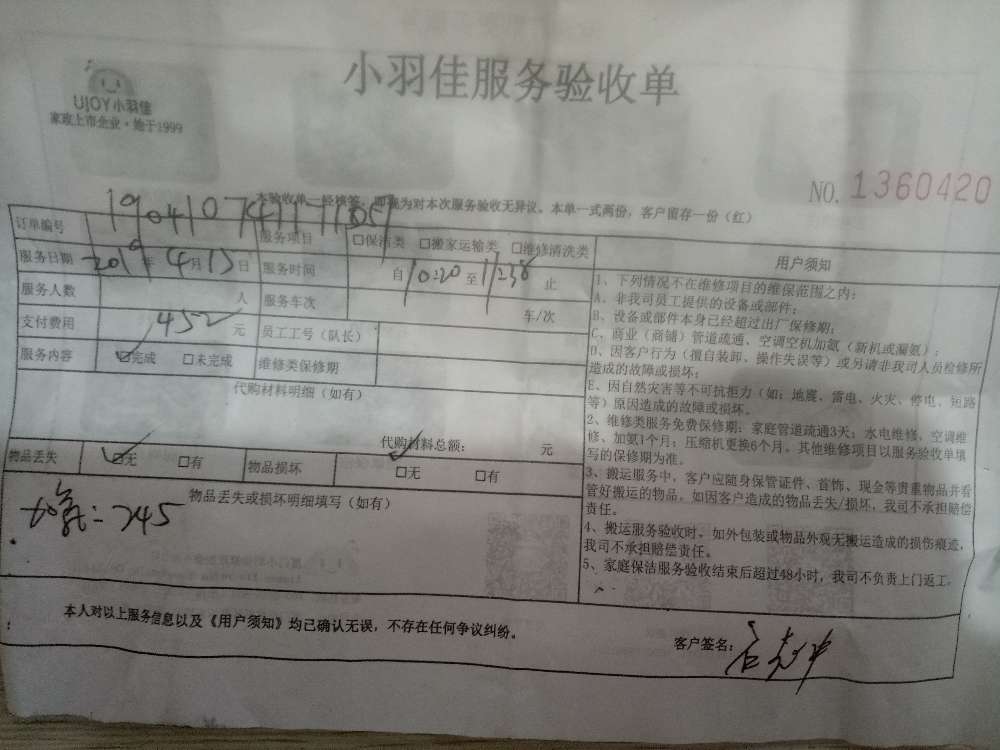 小羽佳服务验收单
UJOY小羽佳
家政上市企业·始于1999
NO. 1360420
本验收单一经核签,即视为对本次服务验收无异议。本单一式两份,客户留存一份(红)
订单编号
服务项目 □保洁类 □搬家运输类 □维修清洗类
服务日期 2019年4月13日 服务时间 自10:20至11:38止
服务人数 人 服务车次 车/次
支付费用 452元 员工工号(队长)
服务内容 ☑完成 □未完成 维修类保修期
代购材料明细(如有)
代购材料总额: 元
物品丢失 ☑无 □有 物品损坏 ☑无 □有
物品丢失或损坏明细填写(如有)
加氨=245
用户须知
1、下列情况不在维修项目的维保范围之内:
A、非我司员工提供的设备或部件;
B、设备或部件本身已经超过出厂保修期;
C、商业(商铺)管道疏通、空调空机加氨(新机或漏氨);
D、因客户行为(擅自装卸、操作失误等)或另请非我司人员检修所
造成的故障或损坏;
E、因自然灾害等不可抗拒力(如:地震、雷电、火灾、停电、短路
等)原因造成的故障或损坏。
2、维修类服务免费保修期:家庭管道疏通3天;水电维修、空调维
修、加氨1个月;压缩机更换6个月。其他维修项目以服务验收单填
写的保修期为准。
3、搬运服务中,客户应随身保管证件、首饰、现金等贵重物品并看
管好搬运的物品。如因客户造成的物品丢失/损坏,我司不承担赔偿
责任。
4、搬运服务验收时。如外包装或物品外观无搬运造成的损伤痕迹,
我司不承担赔偿责任。
5、家庭保洁服务验收结束后超过48小时,我司不负责上门返工。
本人对以上服务信息以及《用户须知》均已确认无误,不存在任何争议纠纷。
客户签名: